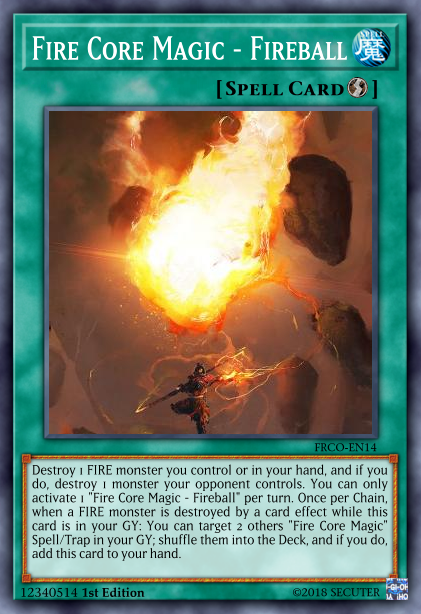 Fire Core Magic - Fireball
魔
[Spell Card]
FRCO-EN14
Destroy 1 FIRE monster you control or in your hand, and if you
do, destroy 1 monster your opponent controls. You can only
activate 1 "Fire Core Magic - Fireball" per turn. Once per Chain,
when a FIRE monster is destroyed by a card effect while this
card is in your GY: You can target 2 others "Fire Core Magic"
Spell/Trap in your GY; shuffle them into the Deck, and if you do,
add this card to your hand.
12340514 1st Edition
©2018 SECUTER